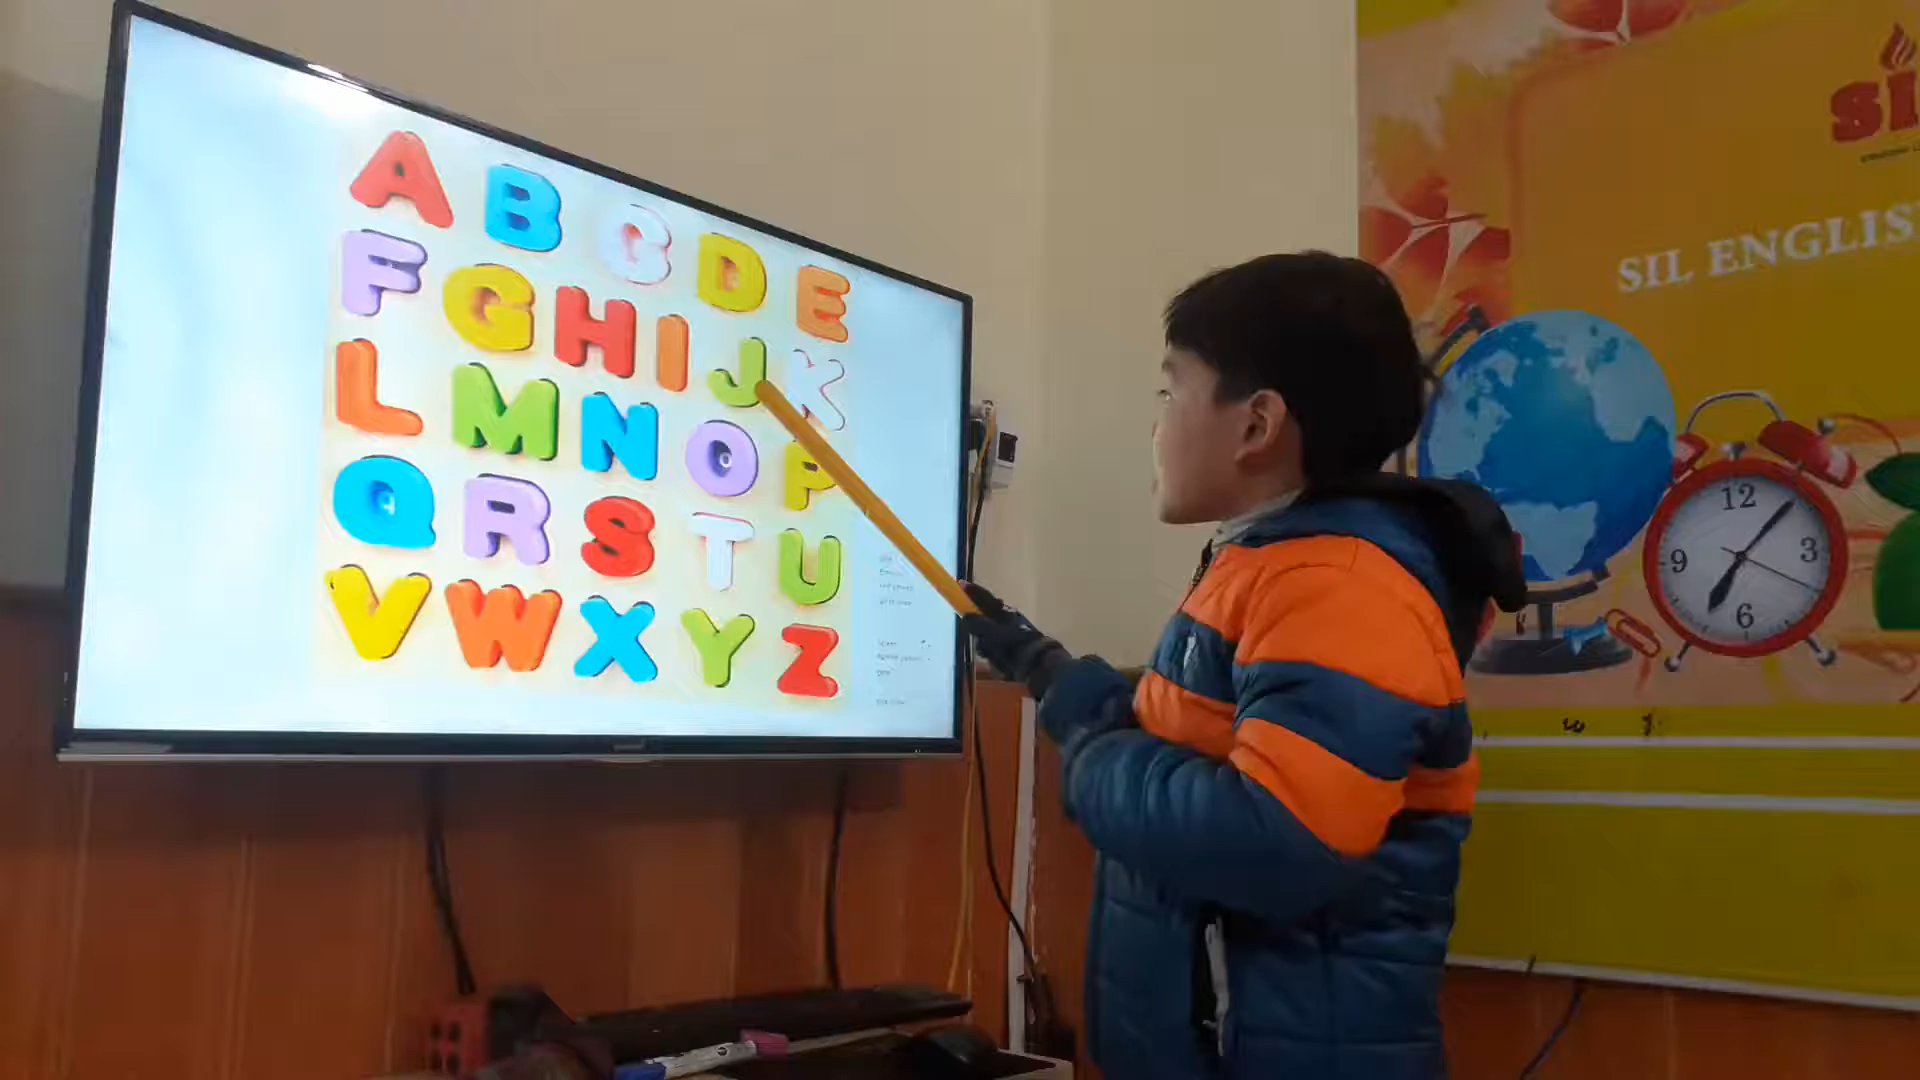 A B C D E
F G H I J K
L M N O P
Q R S T U
V W X Y Z
SIL ENGLIS
12
3
9
6